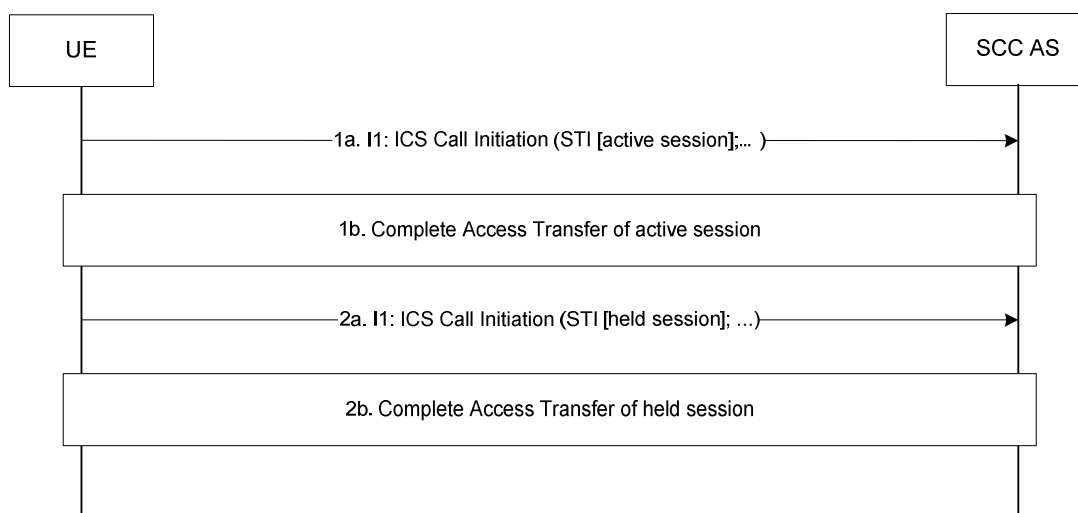 UE
SCC AS
1a. I1: ICS Call Initiation (STI [active session];... )
1b. Complete Access Transfer of active session
2a. I1: ICS Call Initiation (STI [held session]; ...)
2b. Complete Access Transfer of held session